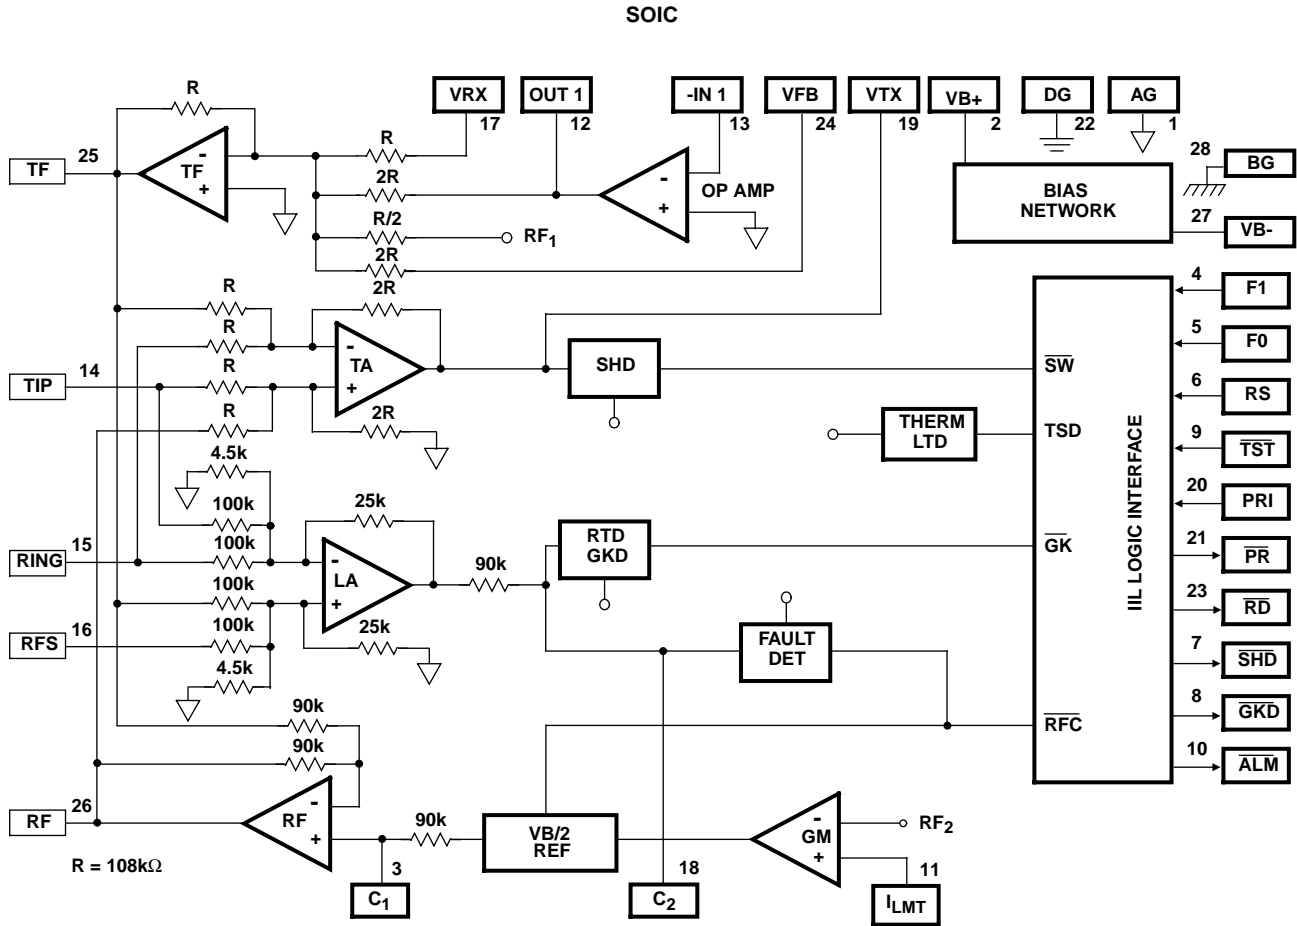 SOIC
VRX
17
OUT 1
12
-IN 1
13
VFB
24
VTX
19
VB+
2
DG
22
AG
1
R
TF
25
TF
-
+
R
2R
R/2
RF1
2R
-
+
OP AMP
BIAS
NETWORK
28
BG
27
VB-
R
R
R
R
2R
-
TA
+
2R
TIP
14
SHD
SW
THERM
LTD
TSD
IIL LOGIC INTERFACE
4
F1
5
F0
6
RS
9
TST
20
PRI
21
PR
23
RD
7
SHD
8
GKD
10
ALM
4.5k
100k
100k
100k
100k
4.5k
RING
15
RFS
16
25k
-
LA
+
25k
90k
RTD
GKD
GK
FAULT
DET
RFC
90k
90k
RF
26
RF
-
+
90k
3
C1
VB/2
REF
18
C2
-
GM
+
RF2
11
ILMT
R = 108kΩ